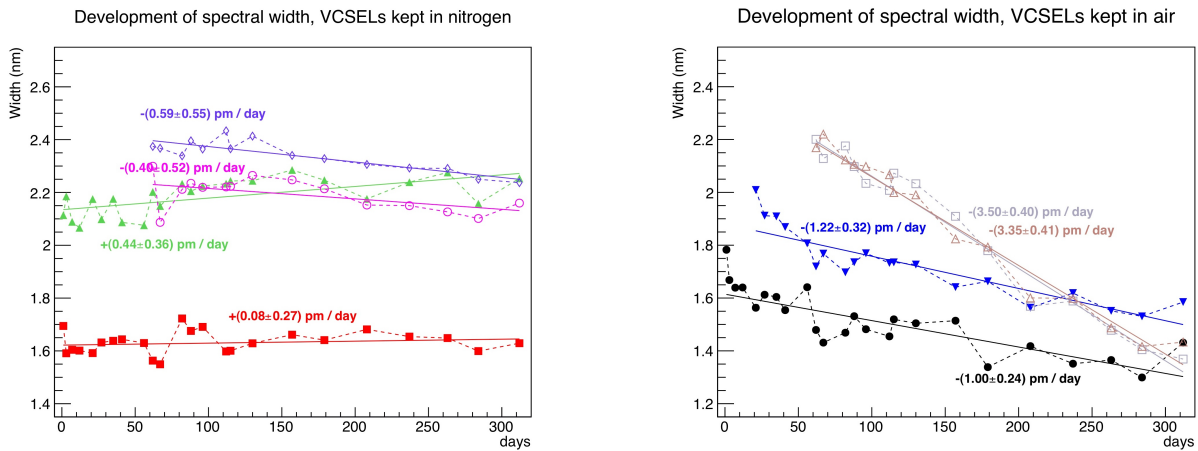 Development of spectral width, VCSELs kept in nitrogen
Width (nm)
2.6
2.4
2.2
2
1.8
1.6
1.4
-(0.59±0.55) pm / day
-(0.40±0.52) pm / day
+(0.44±0.36) pm / day
+(0.08±0.27) pm / day
0 50 100 150 200 250 300
days
Development of spectral width, VCSELs kept in air
Width (nm)
2.4
2.2
2
1.8
1.6
1.4
1.2
-(3.50±0.40) pm / day
-(1.22±0.32) pm / day
-(3.35±0.41) pm / day
-(1.00±0.24) pm / day
0 50 100 150 200 250 300
days